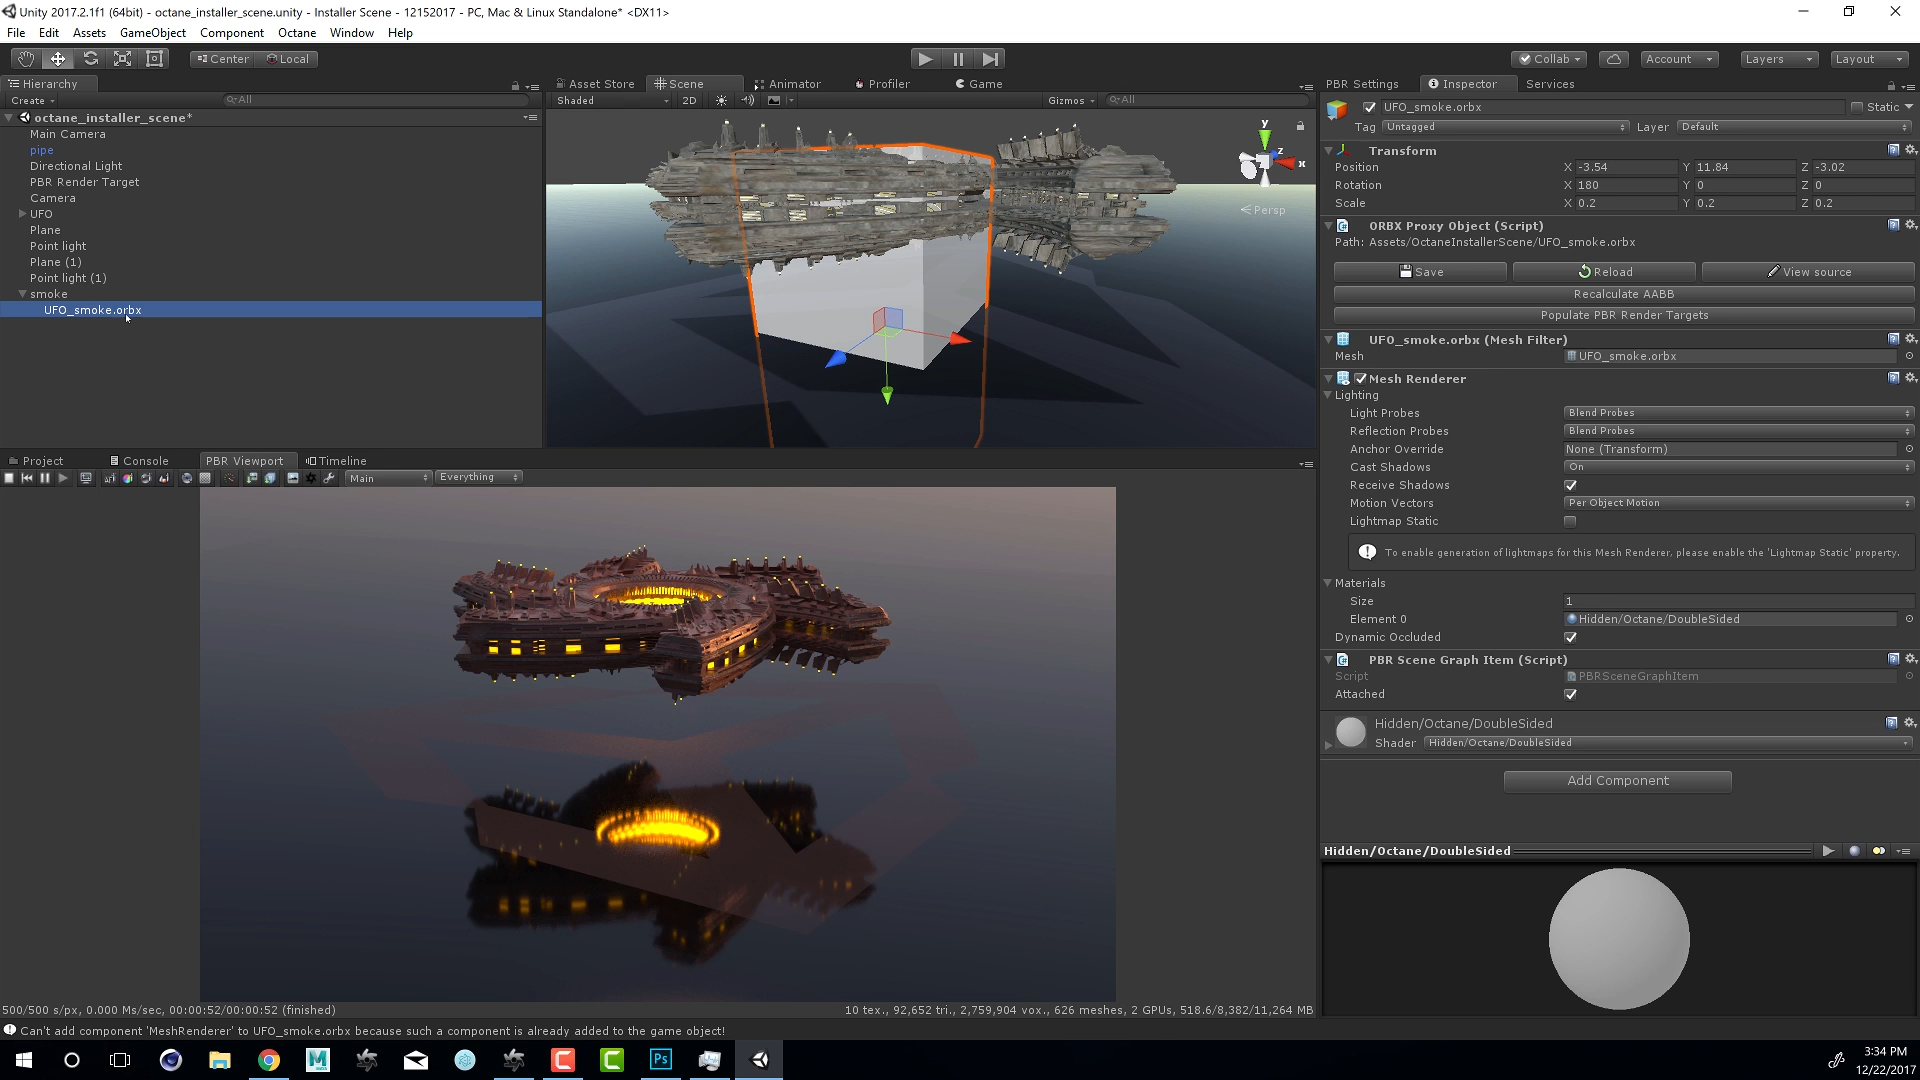 Unity 2017.2.1f1 (64bit) - octane_installer_scene.unity - Installer Scene - 12152017 - PC, Mac & Linux Standalone* <DX11>
File Edit Assets GameObject Component Octane Window Help
Center Local Collab Account Layers Layout
Hierarchy
Create All
octane_installer_scene*
Main Camera
pipe
Directional Light
PBR Render Target
Camera
UFO
Plane
Point light
Plane (1)
Point light (1)
smoke
UFO_smoke.orbx
Asset Store Scene Animator Profiler Game
Shaded 2D Gizmos All
y
z
x
Persp
Project Console PBR Viewport Timeline
Main Everything
500/500 s/px, 0.000 Ms/sec, 00:00:52/00:00:52 (finished)
10 tex., 92,652 tri., 2,759,904 vox., 626 meshes, 2 GPUs, 518.6/8,382/11,264 MB
Can't add component 'MeshRenderer' to UFO_smoke.orbx because such a component is already added to the game object!
PBR Settings Inspector Services
UFO_smoke.orbx Static
Tag Untagged Layer Default
Transform
Position X -3.54 Y 11.84 Z -3.02
Rotation X 180 Y 0 Z 0
Scale X 0.2 Y 0.2 Z 0.2
ORBX Proxy Object (Script)
Path: Assets/OctaneInstallerScene/UFO_smoke.orbx
Save Reload View source
Recalculate AABB
Populate PBR Render Targets
UFO_smoke.orbx (Mesh Filter)
Mesh UFO_smoke.orbx
Mesh Renderer
Lighting
Light Probes Blend Probes
Reflection Probes Blend Probes
Anchor Override None (Transform)
Cast Shadows On
Receive Shadows
Motion Vectors Per Object Motion
Lightmap Static
To enable generation of lightmaps for this Mesh Renderer, please enable the 'Lightmap Static' property.
Materials
Size 1
Element 0 Hidden/Octane/DoubleSided
Dynamic Occluded
PBR Scene Graph Item (Script)
Script PBRSceneGraphItem
Attached
Hidden/Octane/DoubleSided
Shader Hidden/Octane/DoubleSided
Add Component
Hidden/Octane/DoubleSided
M
C
C
Ps
3:34 PM
12/22/2017